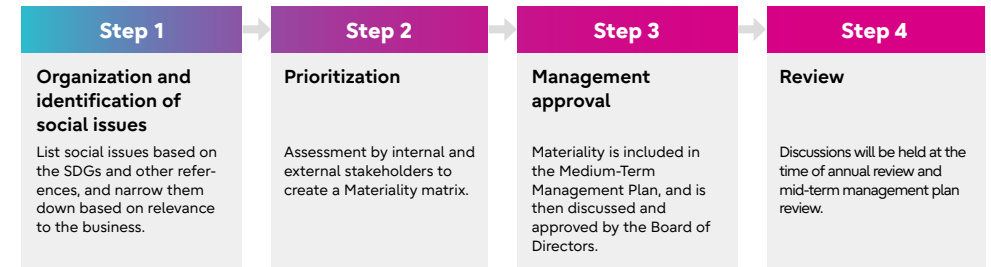 Step 1
Organization and
identification of
social issues
List social issues based on
the SDGs and other refer-
ences, and narrow them
down based on relevance
to the business.
Step 2
Prioritization
Assessment by internal and
external stakeholders to
create a Materiality matrix.
Step 3
Management
approval
Materiality is included in
the Medium-Term
Management Plan, and is
then discussed and
approved by the Board of
Directors.
Step 4
Review
Discussions will be held at the
time of annual review and
mid-term management plan
review.